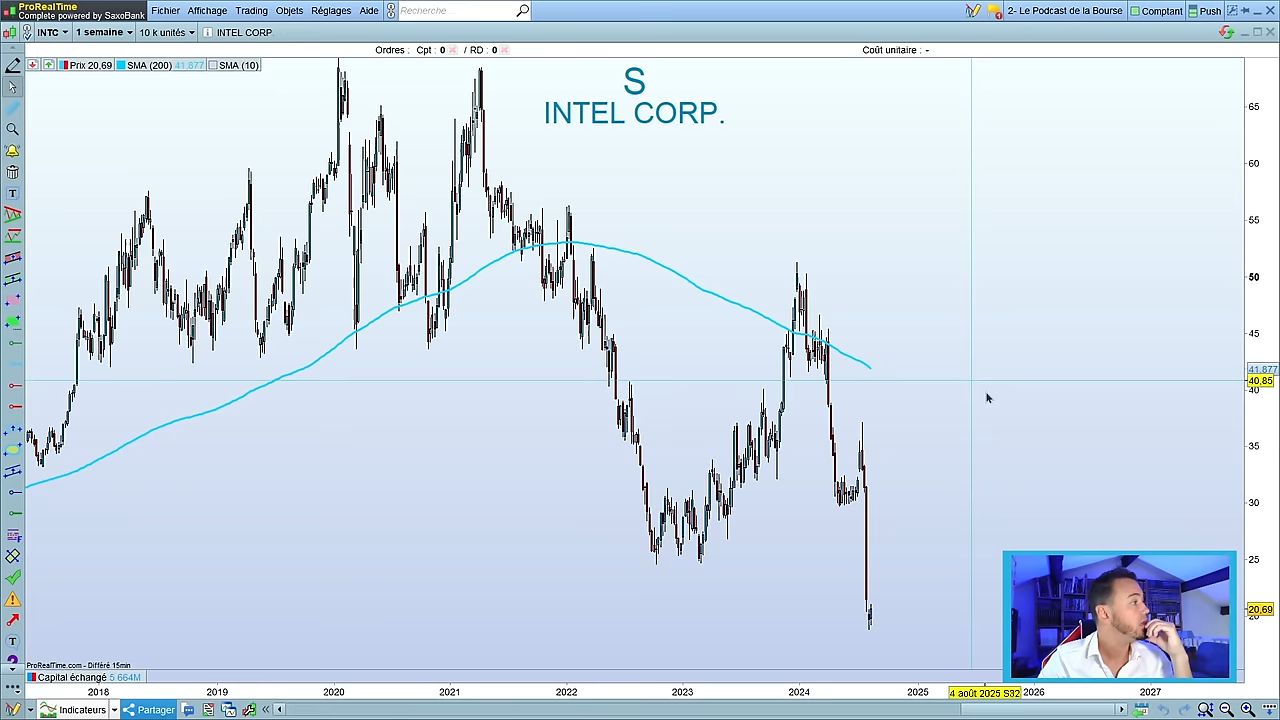 ProRealTime
Complete powered by SaxoBank
Fichier Affichage Trading Objets Réglages Aide Recherche 2- Le Podcast de la Bourse Comptant Push
INTC 1 semaine 10 k unités INTEL CORP
Ordres : Cpt : 0 / RD : 0 Coût unitaire : -
Prix 20,69 SMA (200) 41,877 SMA (10)
S
INTEL CORP.
65
60
55
50
45
41,877
40,85
40
35
30
25
20,69
20
ProRealTime.com - Différé 15min
Capital échangé 5 664M
2018 2019 2020 2021 2022 2023 2024 2025 4 août 2025 S32 2026 2027
Indicateurs Partager